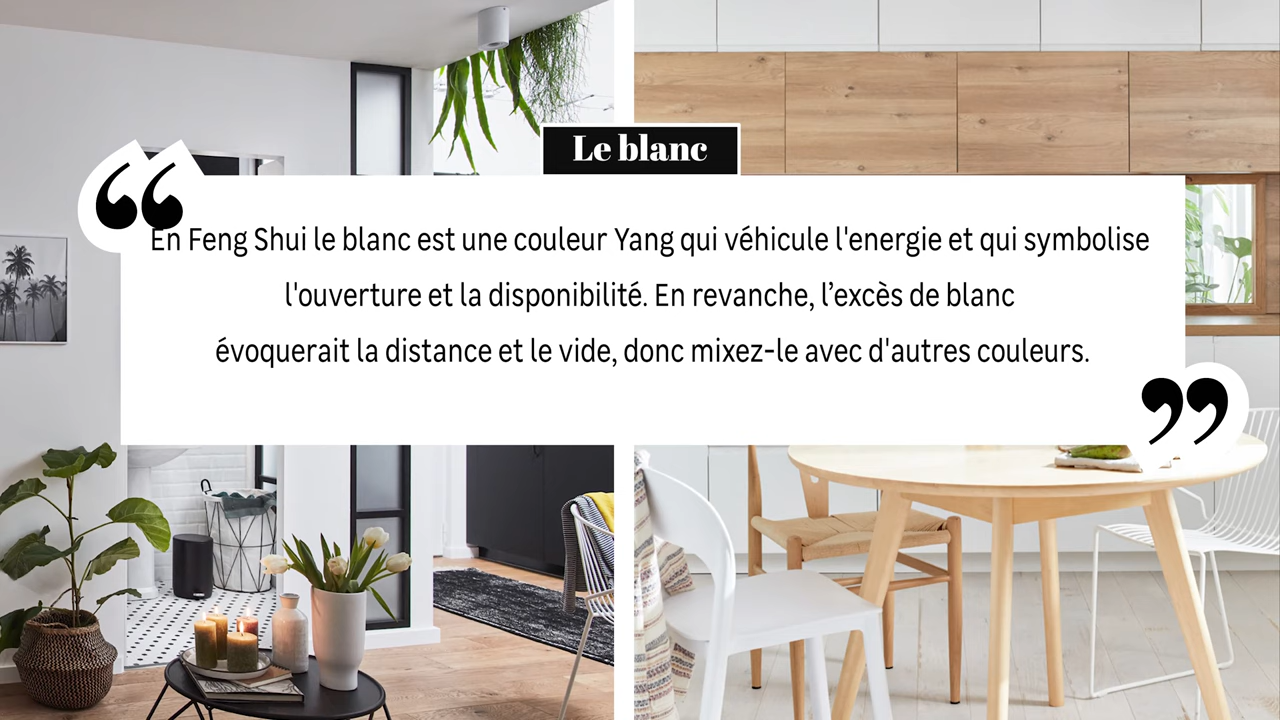 Le blanc
“
En Feng Shui le blanc est une couleur Yang qui véhicule l'energie et qui symbolise
l'ouverture et la disponibilité. En revanche, l’excès de blanc
évoquerait la distance et le vide, donc mixez-le avec d'autres couleurs.
”